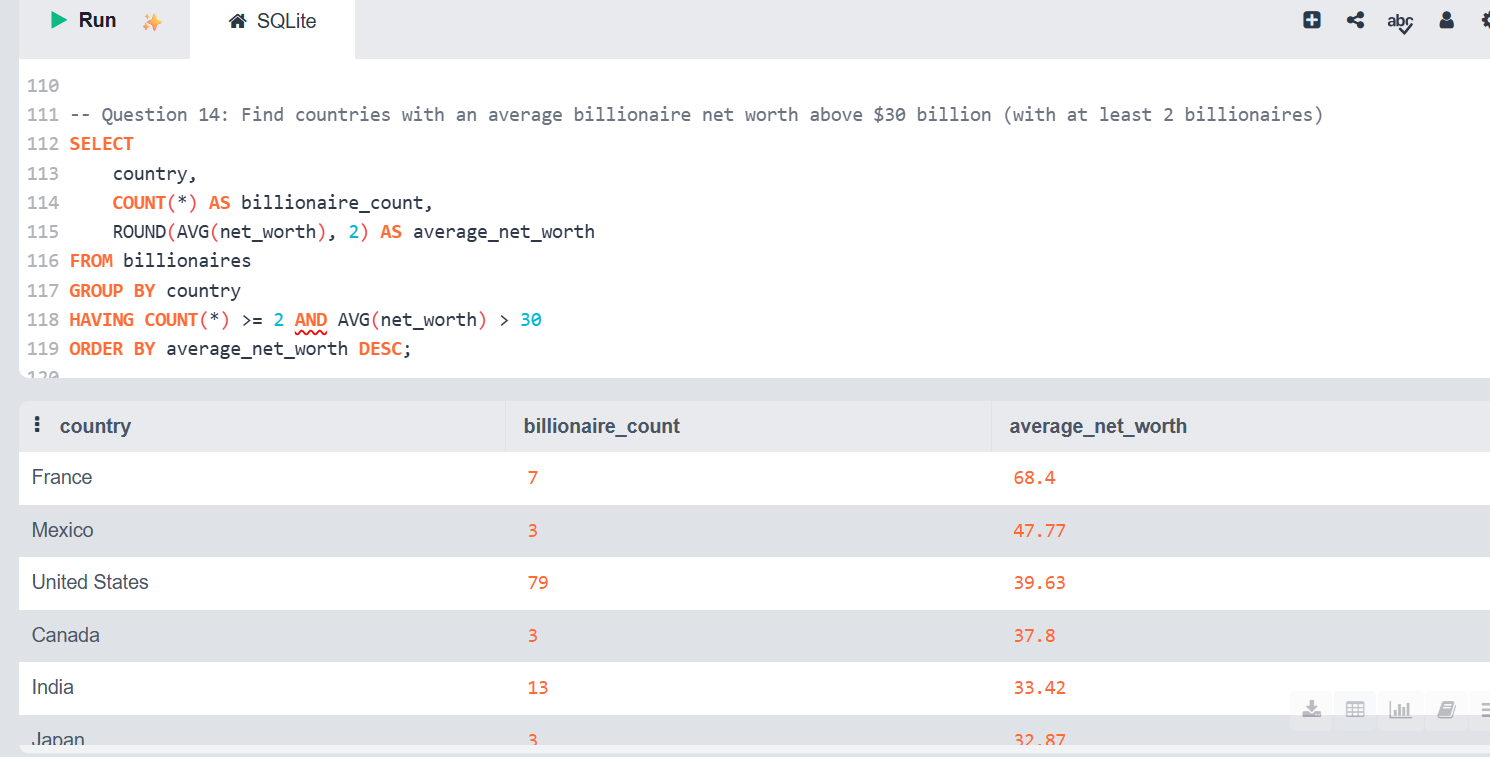 Run
SQLite
abc
110
111 -- Question 14: Find countries with an average billionaire net worth above $30 billion (with at least 2 billionaires)
112 SELECT
113 country,
114 COUNT(*) AS billionaire_count,
115 ROUND(AVG(net_worth), 2) AS average_net_worth
116 FROM billionaires
117 GROUP BY country
118 HAVING COUNT(*) >= 2 AND AVG(net_worth) > 30
119 ORDER BY average_net_worth DESC;
120
country billionaire_count average_net_worth
France 7 68.4
Mexico 3 47.77
United States 79 39.63
Canada 3 37.8
India 13 33.42
Japan 3 32.87